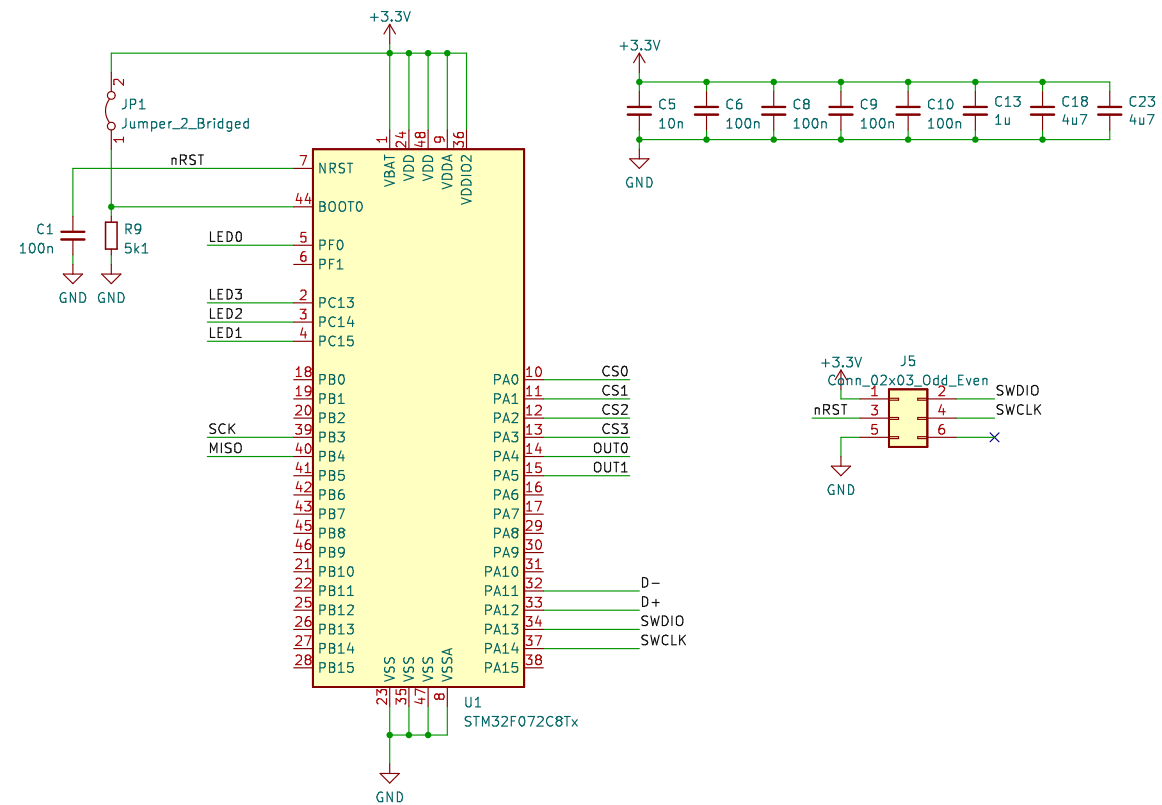 +3.3V
+3.3V
2
JP1
Jumper_2_Bridged
1
C5
10n
C6
100n
C8
100n
C9
100n
C10
100n
C13
1u
C18
4u7
C23
4u7
GND
1
24
48
9
36
VBAT
VDD
VDD
VDDA
VDDIO2
nRST
7
NRST
44
BOOT0
C1
100n
R9
5k1
GND
GND
LED0
5
PF0
6
PF1
LED3
2
PC13
LED2
3
PC14
LED1
4
PC15
18
PB0
PA0
10
CS0
19
PB1
PA1
11
CS1
20
PB2
PA2
12
CS2
SCK
39
PB3
PA3
13
CS3
MISO
40
PB4
PA4
14
OUT0
41
PB5
PA5
15
OUT1
42
PB6
PA6
16
43
PB7
PA7
17
45
PB8
PA8
29
46
PB9
PA9
30
21
PB10
PA10
31
22
PB11
PA11
32
D-
25
PB12
PA12
33
D+
26
PB13
PA13
34
SWDIO
27
PB14
PA14
37
SWCLK
28
PB15
PA15
38
VSS
VSS
VSS
VSSA
23
35
47
8
U1
STM32F072C8Tx
GND
+3.3V
J5
Conn_02x03_Odd_Even
1
2
SWDIO
nRST
3
4
SWCLK
5
6
GND